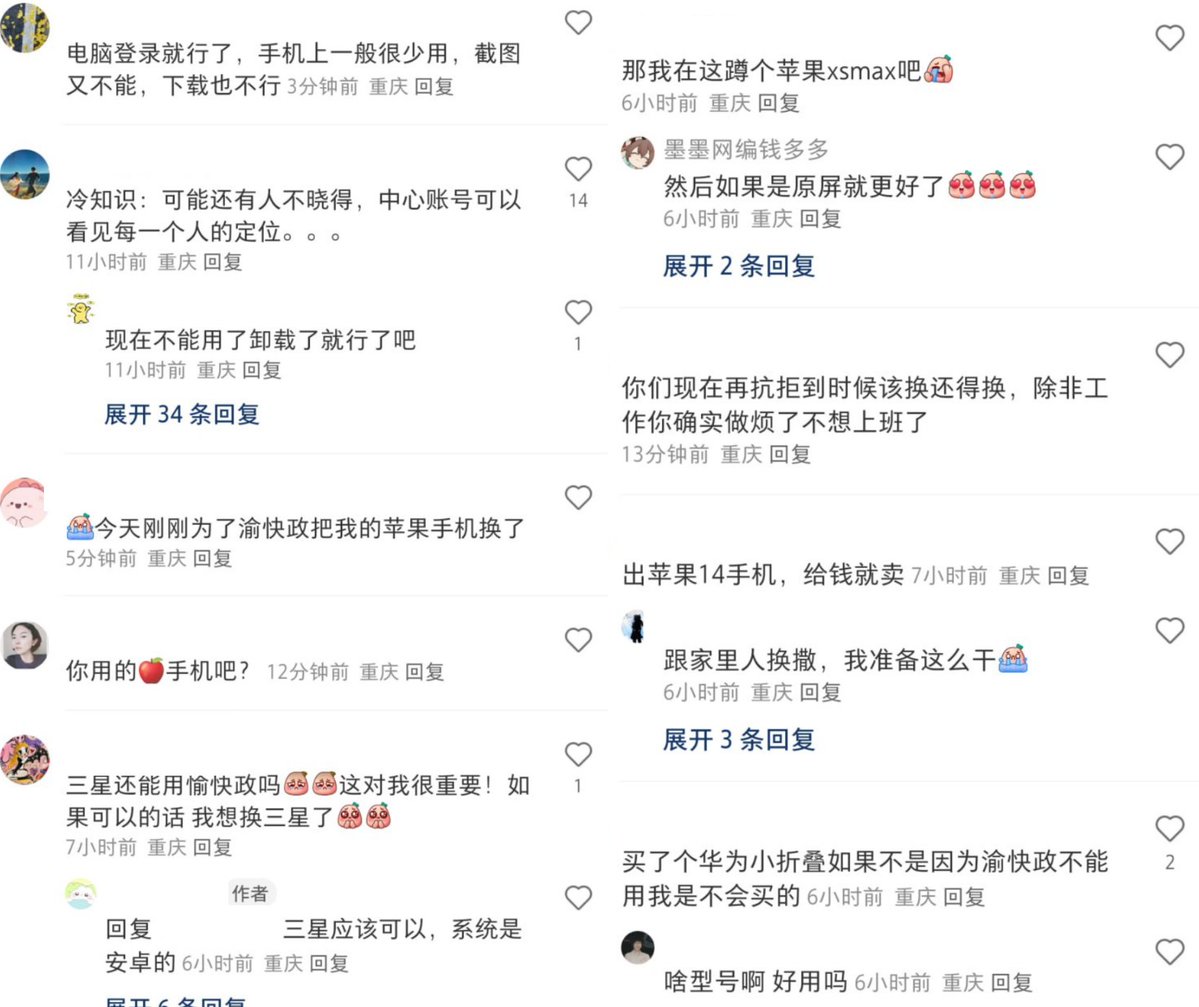 电脑登录就行了，手机上一般很少用，截图
又不能，下载也不行 3分钟前 重庆 回复
冷知识：可能还有人不晓得，中心账号可以
看见每一个人的定位。。。
14
11小时前 重庆 回复
现在不能用了卸载了就行了吧
1
11小时前 重庆 回复
展开 34 条回复
今天刚刚为了渝快政把我的苹果手机换了
5分钟前 重庆 回复
你用的🍎手机吧？ 12分钟前 重庆 回复
三星还能用愉快政吗这对我很重要！如
1
果可以的话 我想换三星了
7小时前 重庆 回复
作者
回复 三星应该可以，系统是
安卓的 6小时前 重庆 回复
展开 6 条回复
那我在这蹲个苹果xsmax吧
6小时前 重庆 回复
墨墨网编钱多多
然后如果是原屏就更好了
6小时前 重庆 回复
展开 2 条回复
你们现在再抗拒到时候该换还得换，除非工
作你确实做烦了不想上班了
13分钟前 重庆 回复
出苹果14手机，给钱就卖 7小时前 重庆 回复
跟家里人换撒，我准备这么干
6小时前 重庆 回复
展开 3 条回复
买了个华为小折叠如果不是因为渝快政不能
2
用我是不会买的 6小时前 重庆 回复
啥型号啊 好用吗 6小时前 重庆 回复